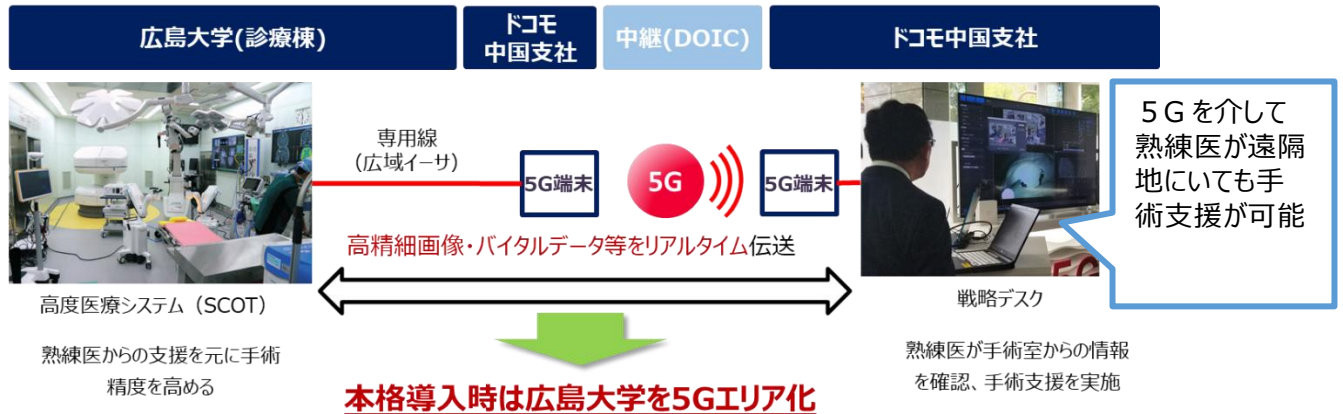 広島大学(診療棟)
ドコモ
中国支社
中継(DOIC)
ドコモ中国支社
専用線
(広域イーサ)
5G端末
5G
5G端末
5Gを介して
熟練医が遠隔
地にいても手
術支援が可能
高精細画像・バイタルデータ等をリアルタイム伝送
5G
高度医療システム(SCOT)
戦略デスク
熟練医からの支援を元に手術
精度を高める
熟練医が手術室からの情報
を確認、手術支援を実施
本格導入時は広島大学を5Gエリア化